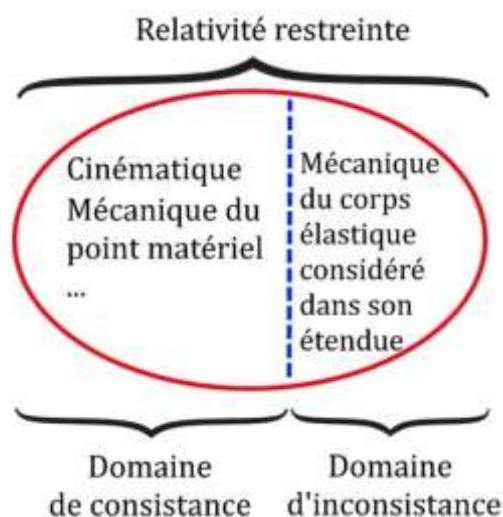 Relativité restreinte
Cinématique
Mécanique du
point matériel
...
Mécanique
du corps
élastique
considéré
dans son
étendue
Domaine
de consistance
Domaine
d'inconsistance